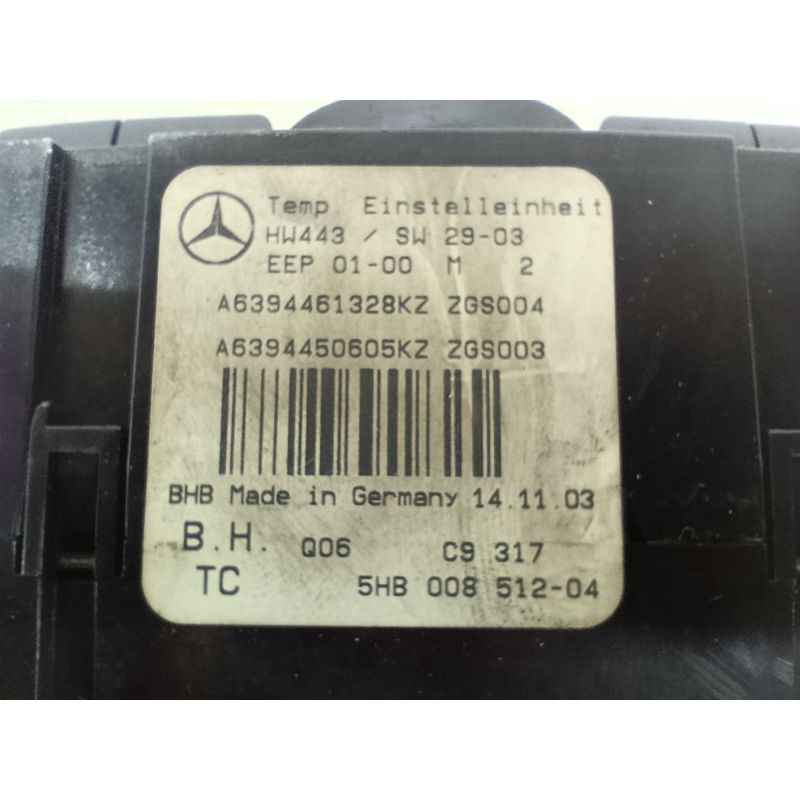 Temp. Einstelleinheit
HW443 / SW 29-03
EEP 01-00 M 2
A6394461328KZ ZGS004
A6394450605KZ ZGS003
BHB Made in Germany 14.11.03
B.H. Q06 C9 317
TC 5HB 008 512-04